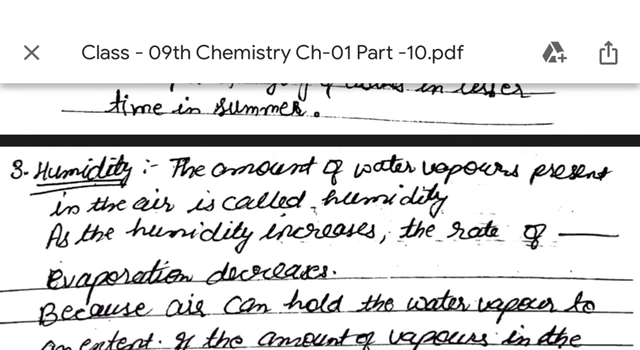 Class - 09th Chemistry Ch-01 Part -10.pdf
in lesser
time in summer.
3. Humidity :- The amount of water vapours present
in the air is called humidity
As the humidity increases, the rate of
evaporation decreases.
Because air can hold the water vapour to
an extent. If the amount of vapours in the